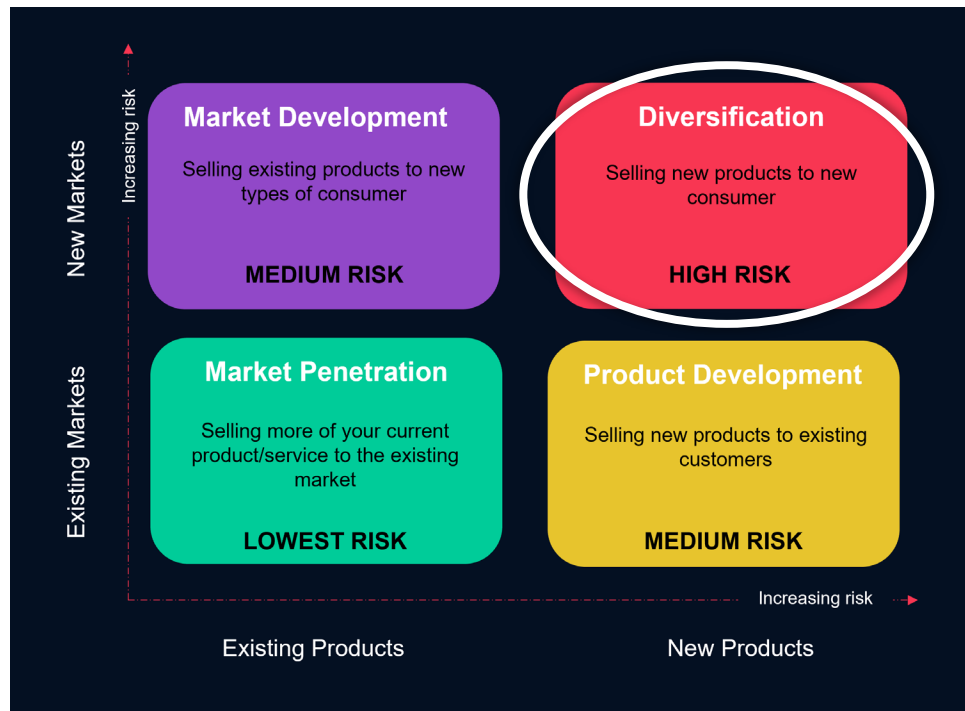 Increasing risk
New Markets
Market Development
Selling existing products to new
types of consumer
MEDIUM RISK
Diversification
Selling new products to new
consumer
HIGH RISK
Existing Markets
Market Penetration
Selling more of your current
product/service to the existing
market
LOWEST RISK
Product Development
Selling new products to existing
customers
MEDIUM RISK
Increasing risk
Existing Products
New Products